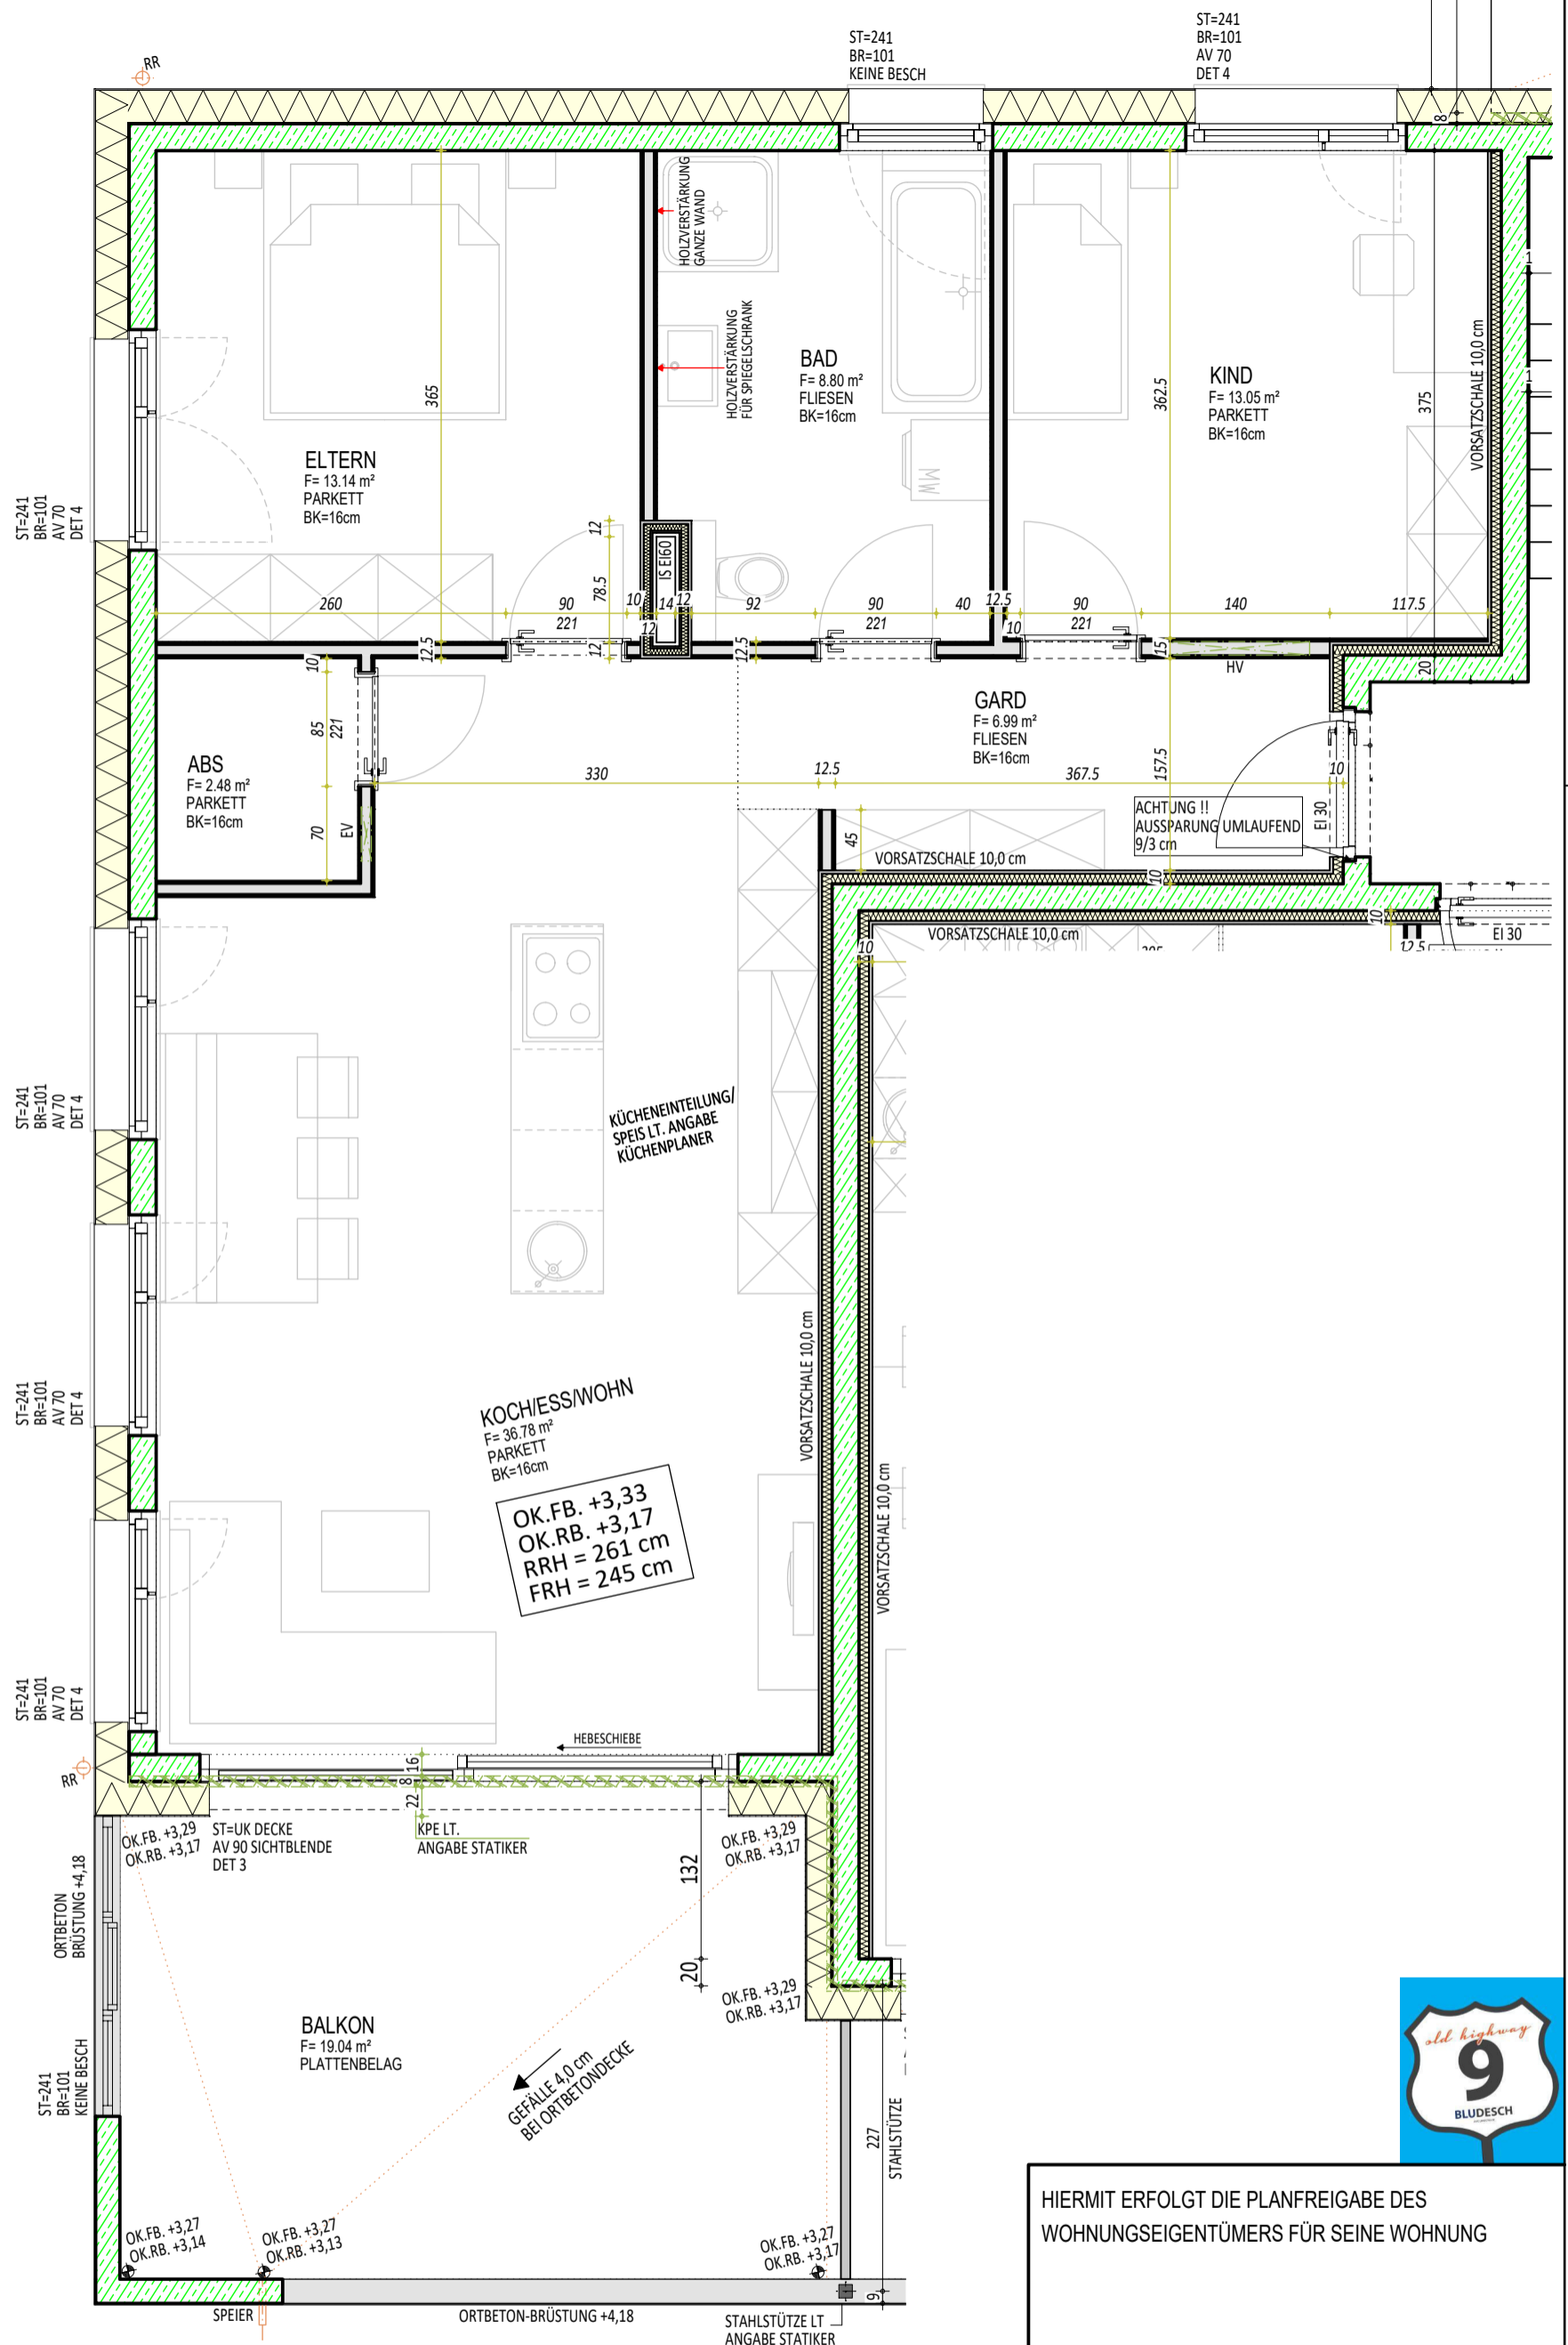 RR
ST=241
BR=101
KEINE BESCH
ST=241
BR=101
AV 70
DET 4
8
HOLZVERSTÄRKUNG
GANZE WAND
HOLZVERSTÄRKUNG
FÜR SPIEGELSCHRANK
365
362.5
375
1
1
VORSATZSCHALE 10,0 cm
BAD
F= 8.80 m²
FLIESEN
BK=16cm
KIND
F= 13.05 m²
PARKETT
BK=16cm
ELTERN
F= 13.14 m²
PARKETT
BK=16cm
MW
ST=241
BR=101
AV 70
DET 4
12
78.5
IS EI60
260
90
221
10
14
12
92
90
221
40
12.5
10
90
221
140
117.5
12
12
12.5
12.5
15
HV
20
10
85
221
ABS
F= 2.48 m²
PARKETT
BK=16cm
70
EV
GARD
F= 6.99 m²
FLIESEN
BK=16cm
330
12.5
367.5
157.5
10
45
ACHTUNG !!
AUSSPARUNG UMLAUFEND
9/3 cm
EI 30
VORSATZSCHALE 10,0 cm
10
10
VORSATZSCHALE 10,0 cm
10
12.5
EI 30
ST=241
BR=101
AV 70
DET 4
KÜCHENEINTEILUNG/
SPEIS LT. ANGABE
KÜCHENPLANER
VORSATZSCHALE 10,0 cm
ST=241
BR=101
AV 70
DET 4
KOCH/ESS/WOHN
F= 36.78 m²
PARKETT
BK=16cm
OK.FB. +3,33
OK.RB. +3,17
RRH = 261 cm
FRH = 245 cm
VORSATZSCHALE 10,0 cm
ST=241
BR=101
AV 70
DET 4
HEBESCHIEBE
RR
16
8
22
OK.FB. +3,29
OK.RB. +3,17
ST=UK DECKE
AV 90 SICHTBLENDE
DET 3
KPE LT.
ANGABE STATIKER
OK.FB. +3,29
OK.RB. +3,17
132
20
ORTBETON
BRÜSTUNG +4,18
OK.FB. +3,29
OK.RB. +3,17
BALKON
F= 19.04 m²
PLATTENBELAG
GEFÄLLE 4,0 cm
BEI ORTBETONDECKE
ST=241
BR=101
KEINE BESCH
227
STAHLSTÜTZE
OK.FB. +3,27
OK.RB. +3,14
OK.FB. +3,27
OK.RB. +3,13
OK.FB. +3,27
OK.RB. +3,17
9
SPEIER
ORTBETON-BRÜSTUNG +4,18
STAHLSTÜTZE LT
ANGABE STATIKER
old highway
9
BLUDESCH
HIERMIT ERFOLGT DIE PLANFREIGABE DES
WOHNUNGSEIGENTÜMERS FÜR SEINE WOHNUNG